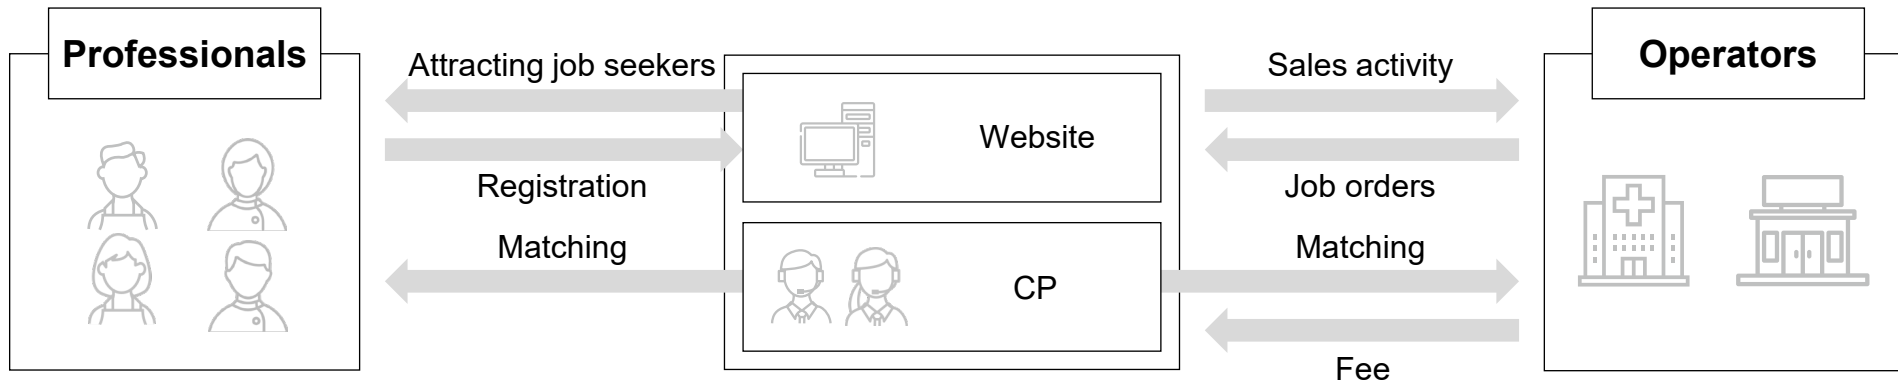 Professionals
Attracting job seekers
Registration
Matching
Website
CP
Sales activity
Job orders
Matching
Fee
Operators